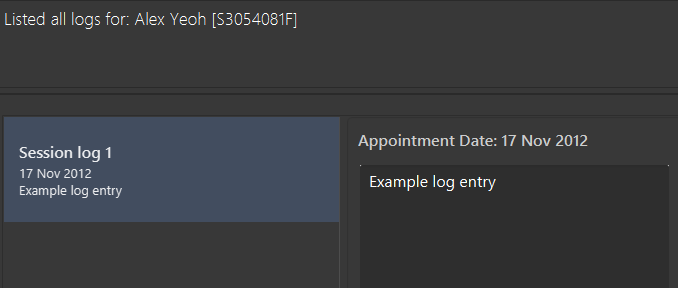 Listed all logs for: Alex Yeoh [S3054081F]
Session log 1
17 Nov 2012
Example log entry
Appointment Date: 17 Nov 2012
Example log entry